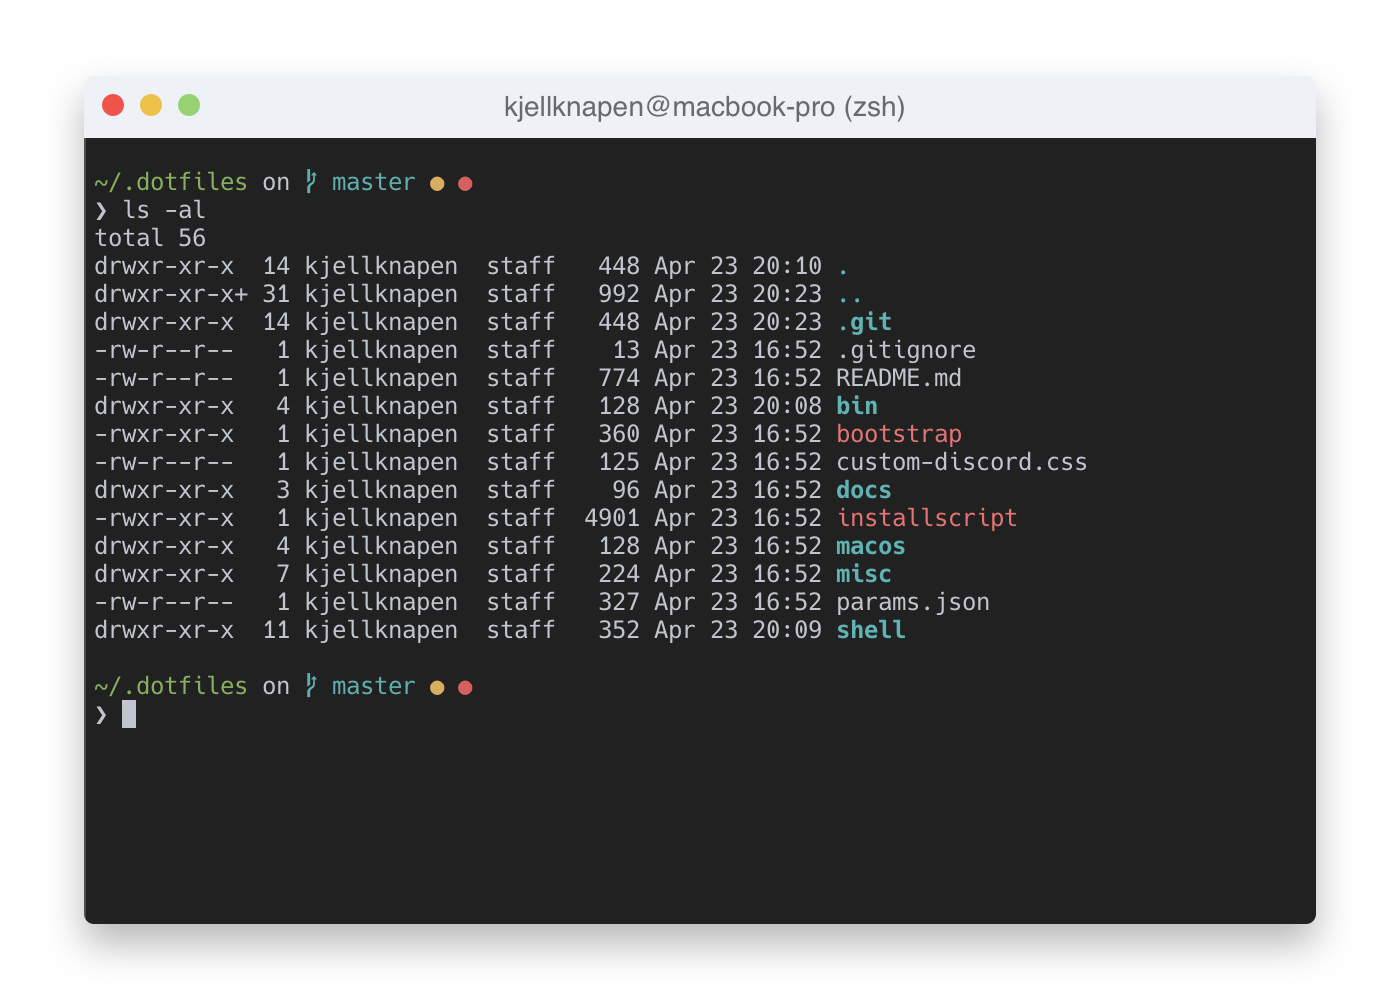 kjellknapen@macbook-pro (zsh)
~/.dotfiles on master ● ●
❯ ls -al
total 56
drwxr-xr-x  14 kjellknapen  staff   448 Apr 23 20:10 .
drwxr-xr-x+ 31 kjellknapen  staff   992 Apr 23 20:23 ..
drwxr-xr-x  14 kjellknapen  staff   448 Apr 23 20:23 .git
-rw-r--r--   1 kjellknapen  staff    13 Apr 23 16:52 .gitignore
-rw-r--r--   1 kjellknapen  staff   774 Apr 23 16:52 README.md
drwxr-xr-x   4 kjellknapen  staff   128 Apr 23 20:08 bin
-rwxr-xr-x   1 kjellknapen  staff   360 Apr 23 16:52 bootstrap
-rw-r--r--   1 kjellknapen  staff   125 Apr 23 16:52 custom-discord.css
drwxr-xr-x   3 kjellknapen  staff    96 Apr 23 16:52 docs
-rwxr-xr-x   1 kjellknapen  staff  4901 Apr 23 16:52 installscript
drwxr-xr-x   4 kjellknapen  staff   128 Apr 23 16:52 macos
drwxr-xr-x   7 kjellknapen  staff   224 Apr 23 16:52 misc
-rw-r--r--   1 kjellknapen  staff   327 Apr 23 16:52 params.json
drwxr-xr-x  11 kjellknapen  staff   352 Apr 23 20:09 shell
~/.dotfiles on master ● ●
❯